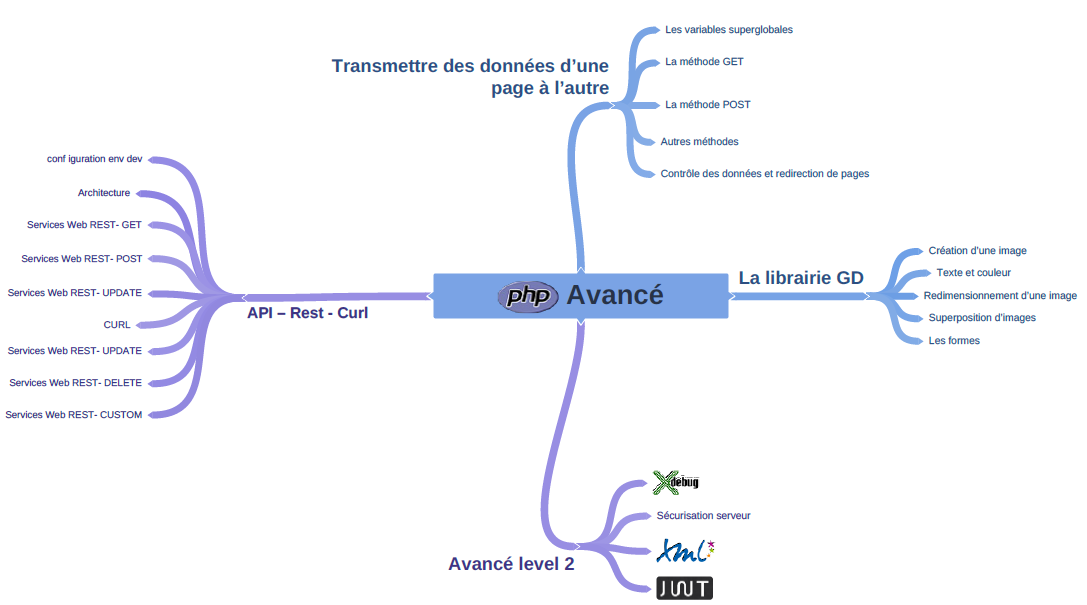 Transmettre des données d’une
page à l’autre
Les variables superglobales
La méthode GET
La méthode POST
Autres méthodes
Contrôle des données et redirection de pages
conf iguration env dev
Architecture
Services Web REST- GET
Services Web REST- POST
Services Web REST- UPDATE
CURL
Services Web REST- UPDATE
Services Web REST- DELETE
Services Web REST- CUSTOM
API – Rest - Curl
php Avancé
La librairie GD
Création d'une image
Texte et couleur
Redimensionnement d'une image
Superposition d'images
Les formes
Avancé level 2
Xdebug
Sécurisation serveur
XML
JWT